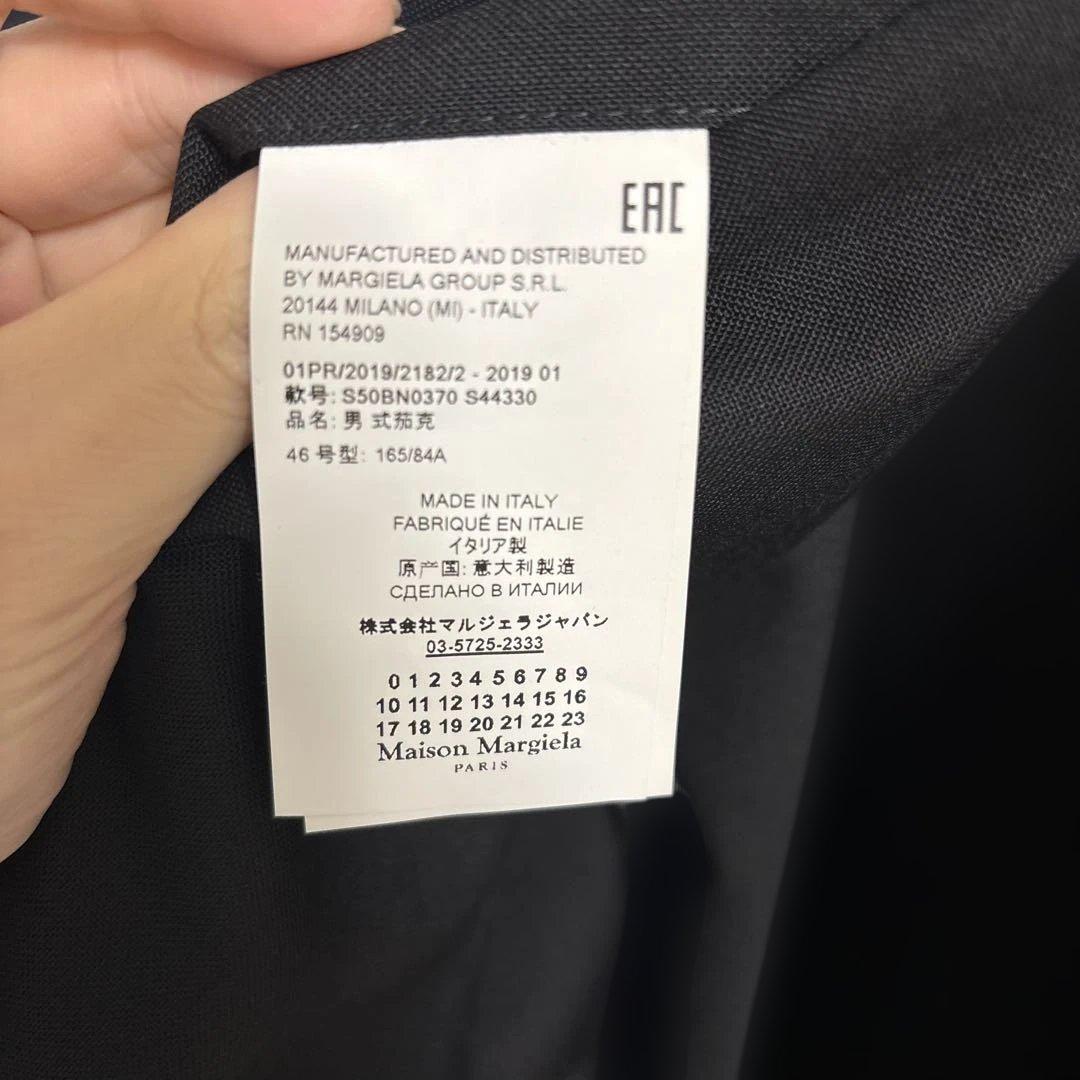 EAC
MANUFACTURED AND DISTRIBUTED
BY MARGIELA GROUP S.R.L.
20144 MILANO (MI) - ITALY
RN 154909
01PR/2019/2182/2 - 2019 01
款号: S50BN0370 S44330
品名: 男 式茄克
46 号型: 165/84A
MADE IN ITALY
FABRIQUÉ EN ITALIE
イタリア製
原产国: 意大利製造
СДЕЛАНО В ИТАЛИИ
株式会社マルジェラジャパン
03-5725-2333
0 1 2 3 4 5 6 7 8 9
10 11 12 13 14 15 16
17 18 19 20 21 22 23
Maison Margiela
PARIS